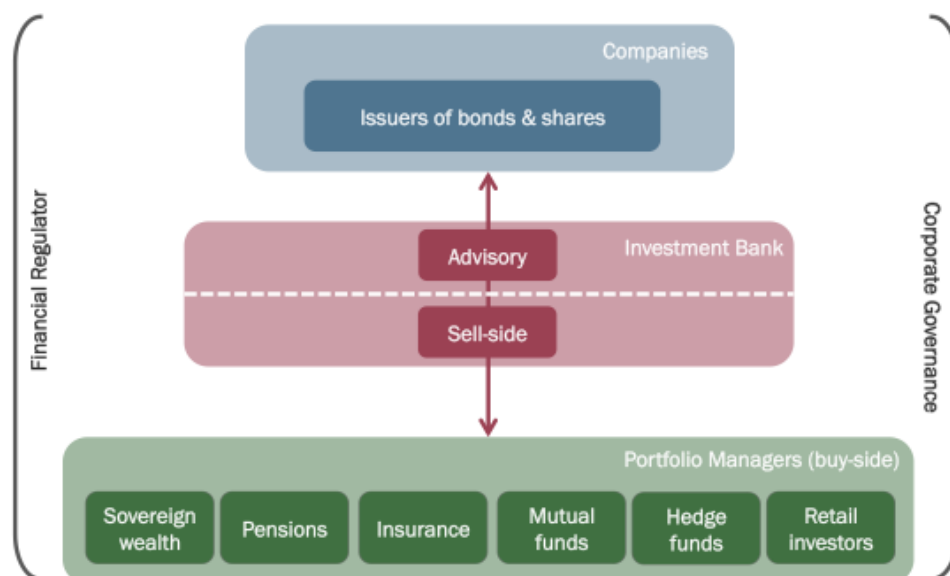 Companies
Issuers of bonds & shares
Financial Regulator
Corporate Governance
Advisory
Investment Bank
Sell-side
Portfolio Managers (buy-side)
Sovereign
wealth
Pensions
Insurance
Mutual
funds
Hedge
funds
Retail
investors